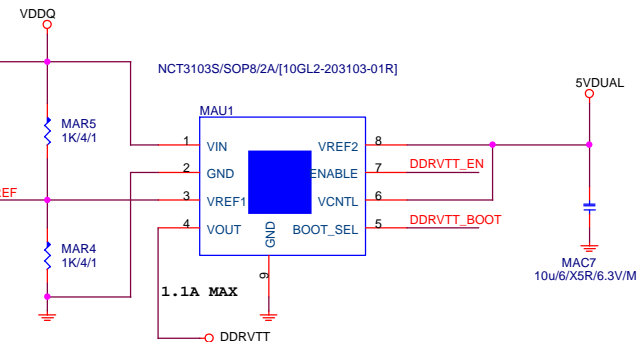 VDDQ
NCT3103S/SOP8/2A/[10GL2-203103-01R]
5VDUAL
MAU1
MAR5
1K/4/1
1 VIN
VREF2 8
2 GND
ENABLE 7 DDRVTT_EN
EF
3 VREF1
VCNTL 6
4 VOUT
BOOT_SEL 5 DDRVTT_BOOT
GND
9
MAR4
1K/4/1
MAC7
10u/6/X5R/6.3V/M
1.1A MAX
DDRVTT